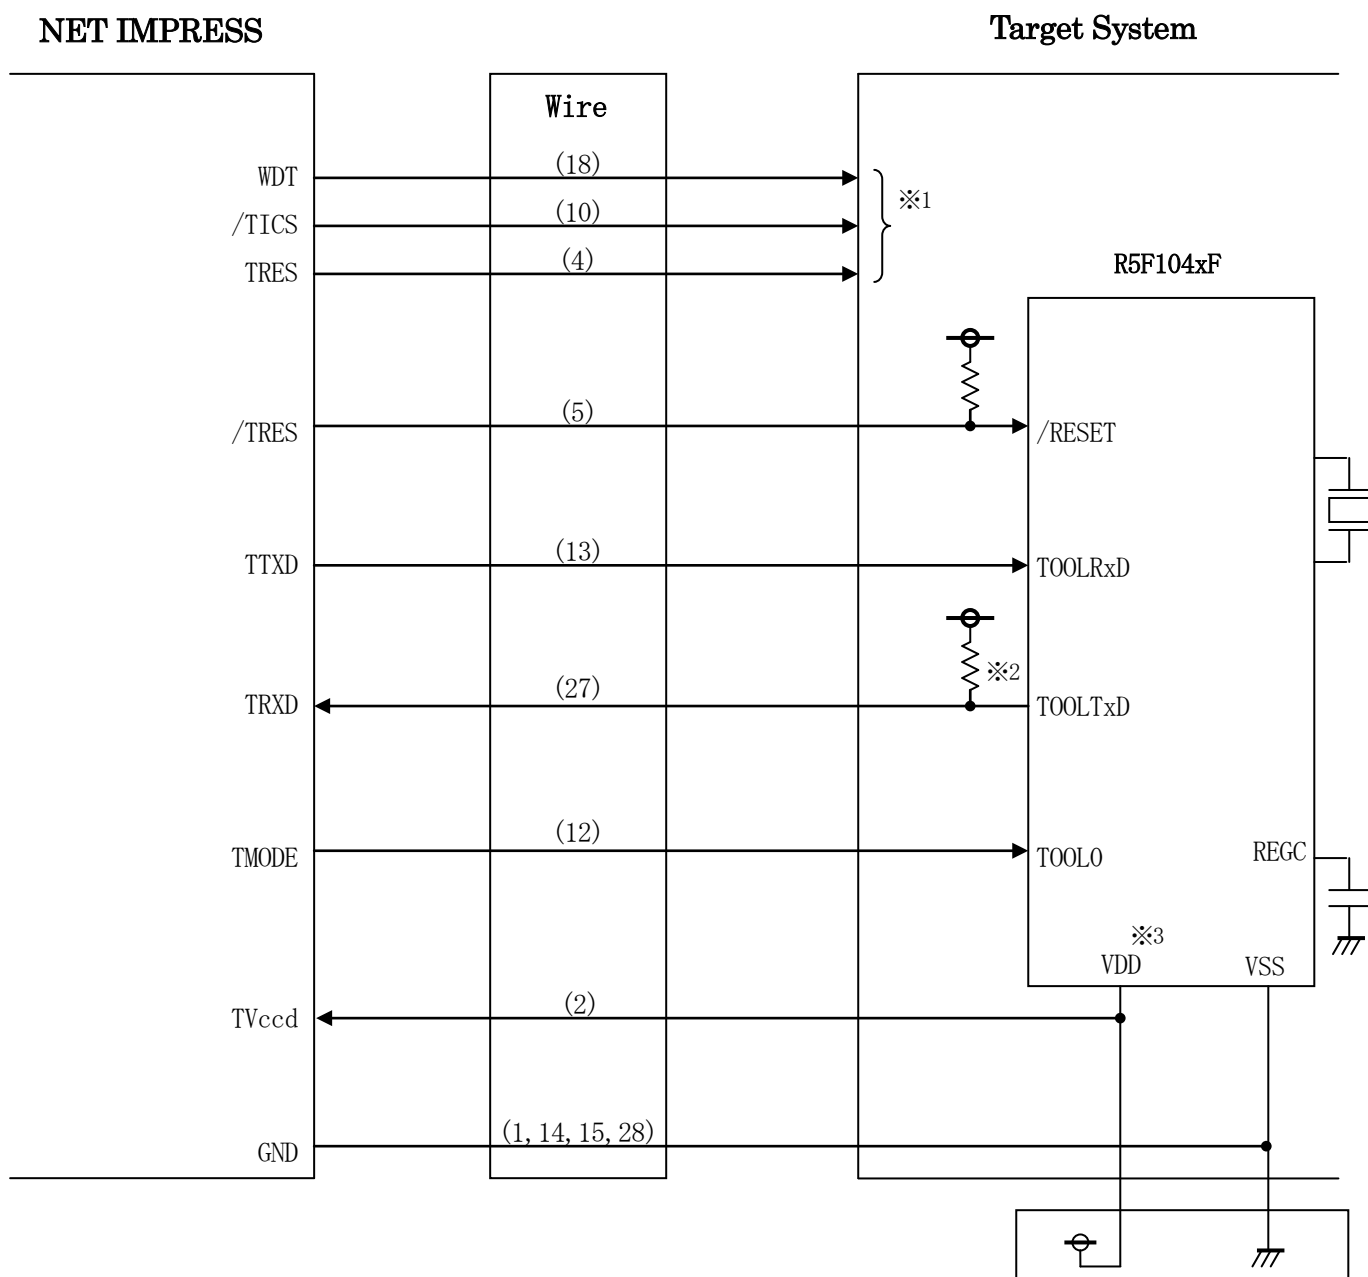 NET IMPRESS
Target System
Wire
WDT (18)
※1
/TICS (10)
TRES (4)
R5F104xF
/TRES (5) /RESET
TTXD (13) TOOLRxD
※2
TRXD (27) TOOLTxD
TMODE (12) TOOL0 REGC
※3
VDD VSS
TVccd (2)
GND (1,14,15,28)